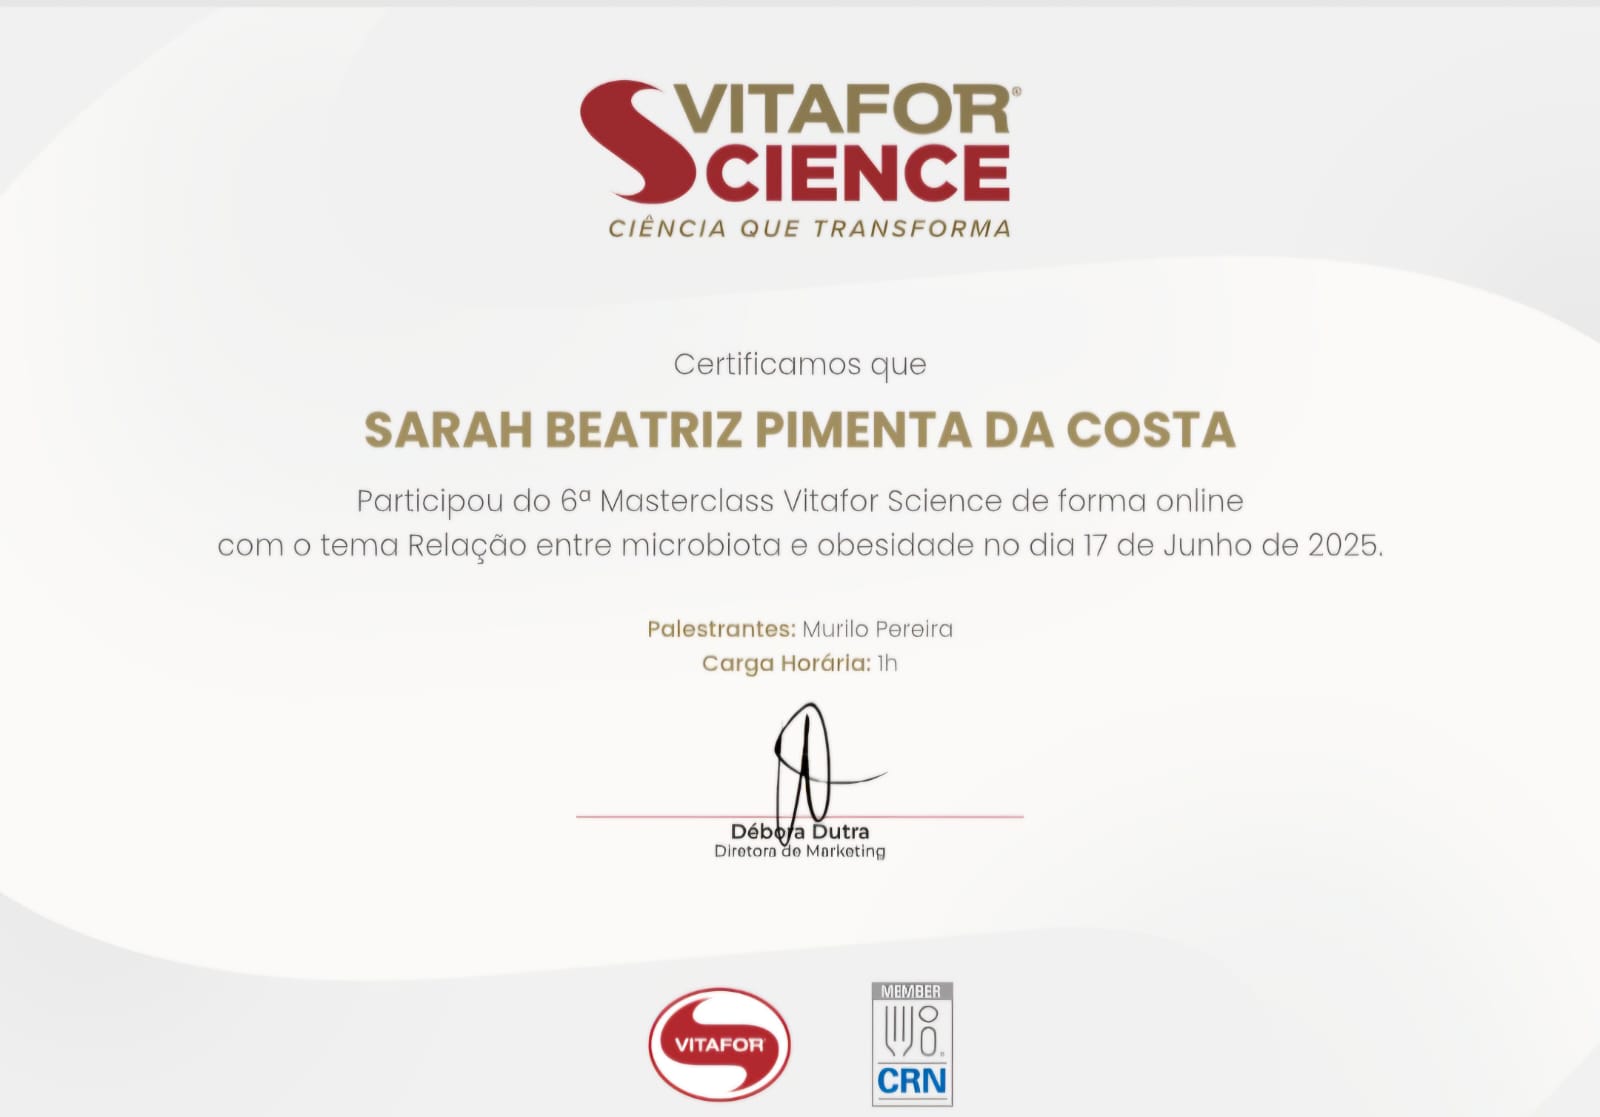 VITAFOR®
SCIENCE
CIÊNCIA QUE TRANSFORMA
Certificamos que
SARAH BEATRIZ PIMENTA DA COSTA
Participou do 6ª Masterclass Vitafor Science de forma online
com o tema Relação entre microbiota e obesidade no dia 17 de Junho de 2025.
Palestrantes: Murilo Pereira
Carga Horária: 1h
Débora Dutra
Diretora de Marketing
VITAFOR
MEMBER
CRN